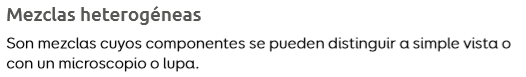 Mezclas heterogéneas
Son mezclas cuyos componentes se pueden distinguir a simple vista o
con un microscopio o lupa.